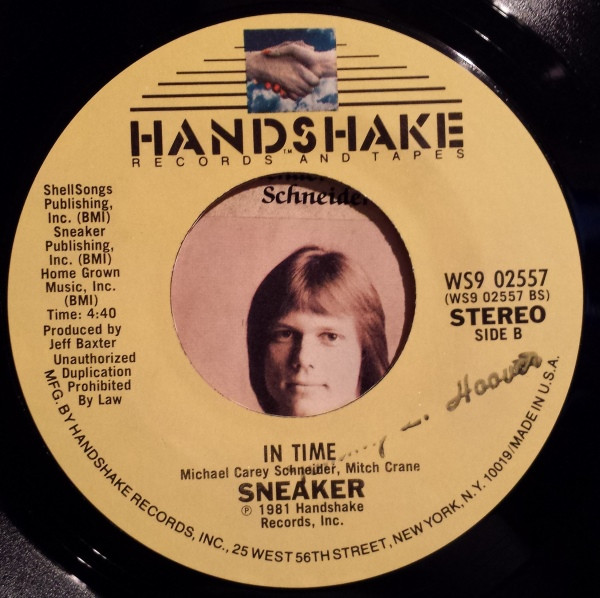 HANDSHAKE
RECORDS AND TAPES
TM
Schneider
ShellSongs
Publishing,
Inc. (BMI)
Sneaker
Publishing,
Inc. (BMI)
Home Grown
Music, Inc.
(BMI)
Time: 4:40
Produced by
Jeff Baxter
Unauthorized
Duplication
Prohibited
By Law
WS9 02557
(WS9 02557 BS)
STEREO
SIDE B
L. Hoover
IN TIME
Michael Carey Schneider, Mitch Crane
SNEAKER
℗ 1981 Handshake
Records, Inc.
MFG. BY HANDSHAKE RECORDS, INC., 25 WEST 56TH STREET, NEW YORK, N.Y. 10019/MADE IN U.S.A.